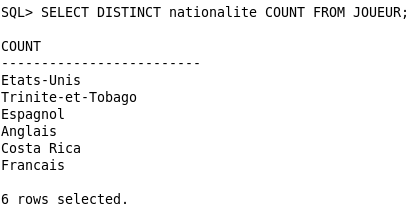 SQL> SELECT DISTINCT nationalite COUNT FROM JOUEUR;
COUNT
-------------------------
Etats-Unis
Trinite-et-Tobago
Espagnol
Anglais
Costa Rica
Francais
6 rows selected.